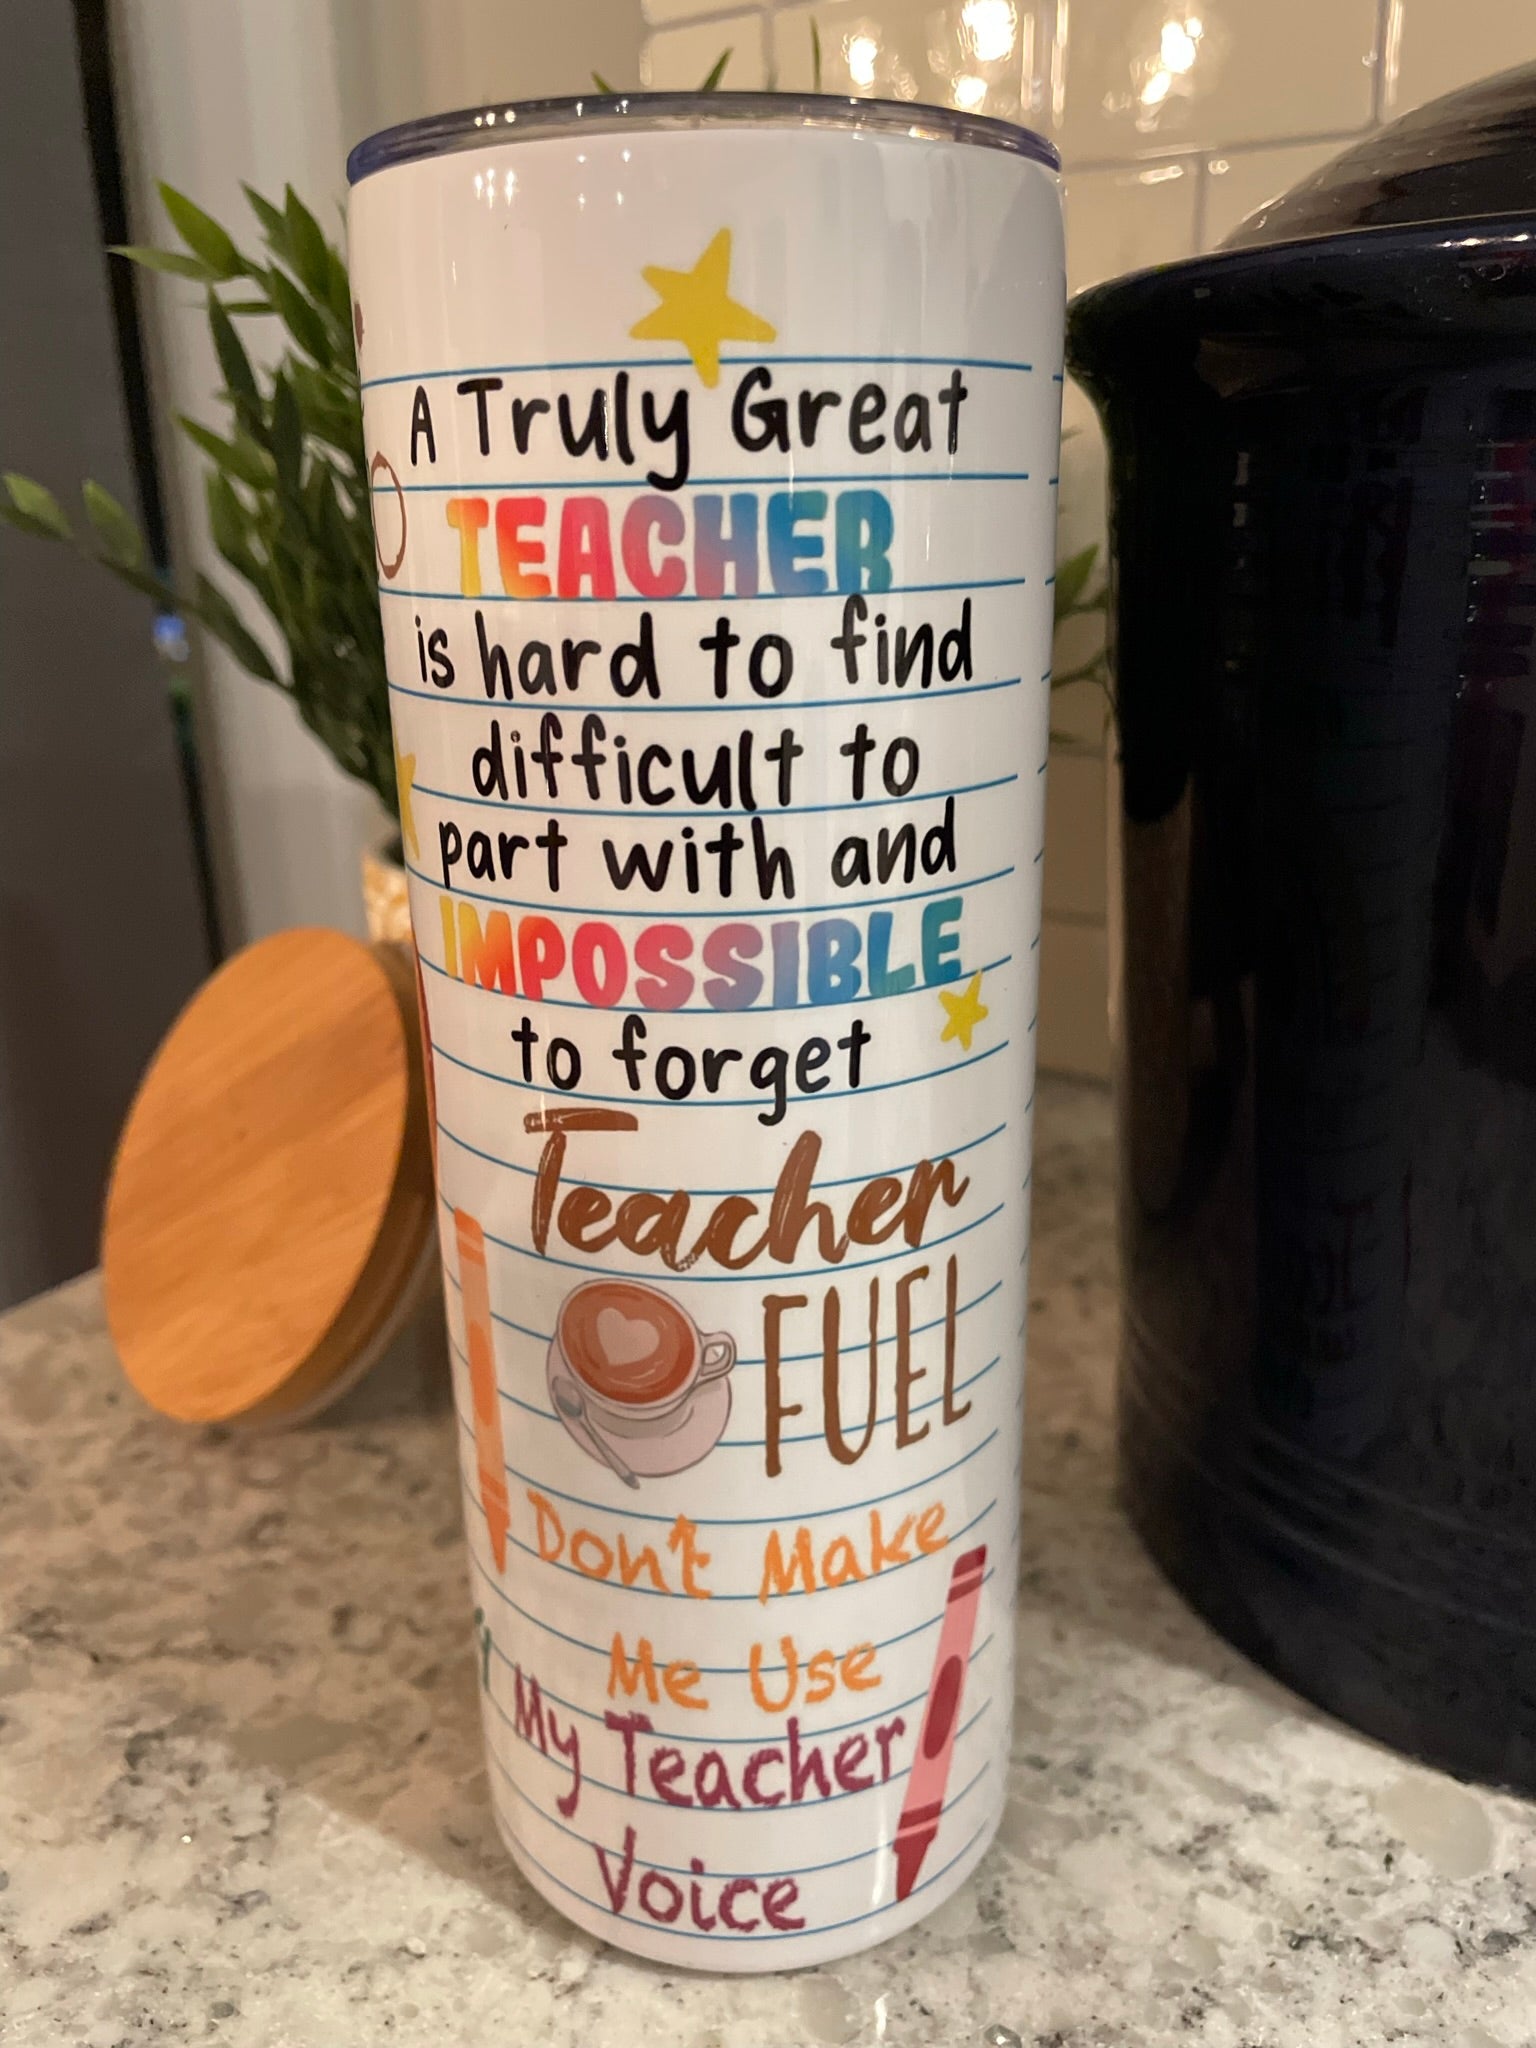 A Truly Great
TEACHER
is hard to find
difficult to
part with and
IMPOSSIBLE
to forget
Teacher
FUEL
Don't Make
Me Use
My Teacher
Voice